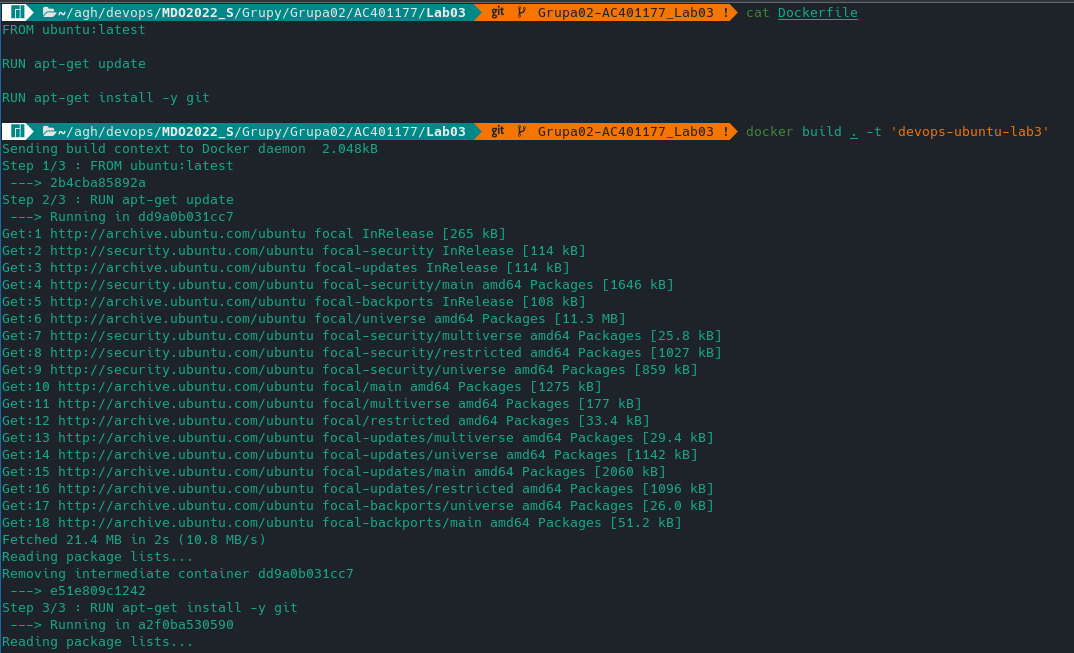 ~/agh/devops/MDO2022_S/Grupy/Grupa02/AC401177/Lab03 git Grupa02-AC401177_Lab03 ! cat Dockerfile
FROM ubuntu:latest
RUN apt-get update
RUN apt-get install -y git
~/agh/devops/MDO2022_S/Grupy/Grupa02/AC401177/Lab03 git Grupa02-AC401177_Lab03 ! docker build . -t 'devops-ubuntu-lab3'
Sending build context to Docker daemon  2.048kB
Step 1/3 : FROM ubuntu:latest
---> 2b4cba85892a
Step 2/3 : RUN apt-get update
---> Running in dd9a0b031cc7
Get:1 http://archive.ubuntu.com/ubuntu focal InRelease [265 kB]
Get:2 http://security.ubuntu.com/ubuntu focal-security InRelease [114 kB]
Get:3 http://archive.ubuntu.com/ubuntu focal-updates InRelease [114 kB]
Get:4 http://security.ubuntu.com/ubuntu focal-security/main amd64 Packages [1646 kB]
Get:5 http://archive.ubuntu.com/ubuntu focal-backports InRelease [108 kB]
Get:6 http://archive.ubuntu.com/ubuntu focal/universe amd64 Packages [11.3 MB]
Get:7 http://security.ubuntu.com/ubuntu focal-security/multiverse amd64 Packages [25.8 kB]
Get:8 http://security.ubuntu.com/ubuntu focal-security/restricted amd64 Packages [1027 kB]
Get:9 http://security.ubuntu.com/ubuntu focal-security/universe amd64 Packages [859 kB]
Get:10 http://archive.ubuntu.com/ubuntu focal/main amd64 Packages [1275 kB]
Get:11 http://archive.ubuntu.com/ubuntu focal/multiverse amd64 Packages [177 kB]
Get:12 http://archive.ubuntu.com/ubuntu focal/restricted amd64 Packages [33.4 kB]
Get:13 http://archive.ubuntu.com/ubuntu focal-updates/multiverse amd64 Packages [29.4 kB]
Get:14 http://archive.ubuntu.com/ubuntu focal-updates/universe amd64 Packages [1142 kB]
Get:15 http://archive.ubuntu.com/ubuntu focal-updates/main amd64 Packages [2060 kB]
Get:16 http://archive.ubuntu.com/ubuntu focal-updates/restricted amd64 Packages [1096 kB]
Get:17 http://archive.ubuntu.com/ubuntu focal-backports/universe amd64 Packages [26.0 kB]
Get:18 http://archive.ubuntu.com/ubuntu focal-backports/main amd64 Packages [51.2 kB]
Fetched 21.4 MB in 2s (10.8 MB/s)
Reading package lists...
Removing intermediate container dd9a0b031cc7
---> e51e809c1242
Step 3/3 : RUN apt-get install -y git
---> Running in a2f0ba530590
Reading package lists...